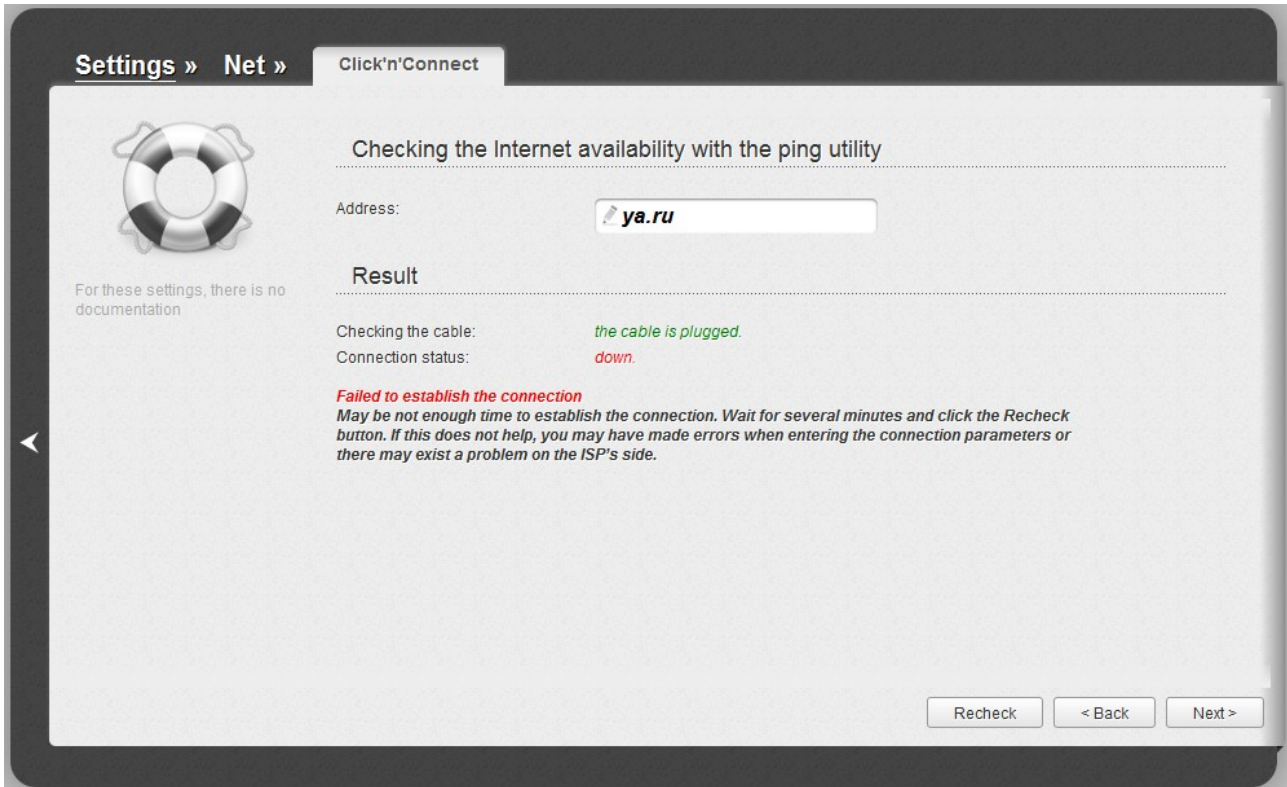 Settings » Net » Click'n'Connect
Checking the Internet availability with the ping utility
Address: ya.ru
Result
For these settings, there is no
documentation
Checking the cable: the cable is plugged.
Connection status: down.
Failed to establish the connection
May be not enough time to establish the connection. Wait for several minutes and click the Recheck
button. If this does not help, you may have made errors when entering the connection parameters or
there may exist a problem on the ISP's side.
Recheck < Back Next >